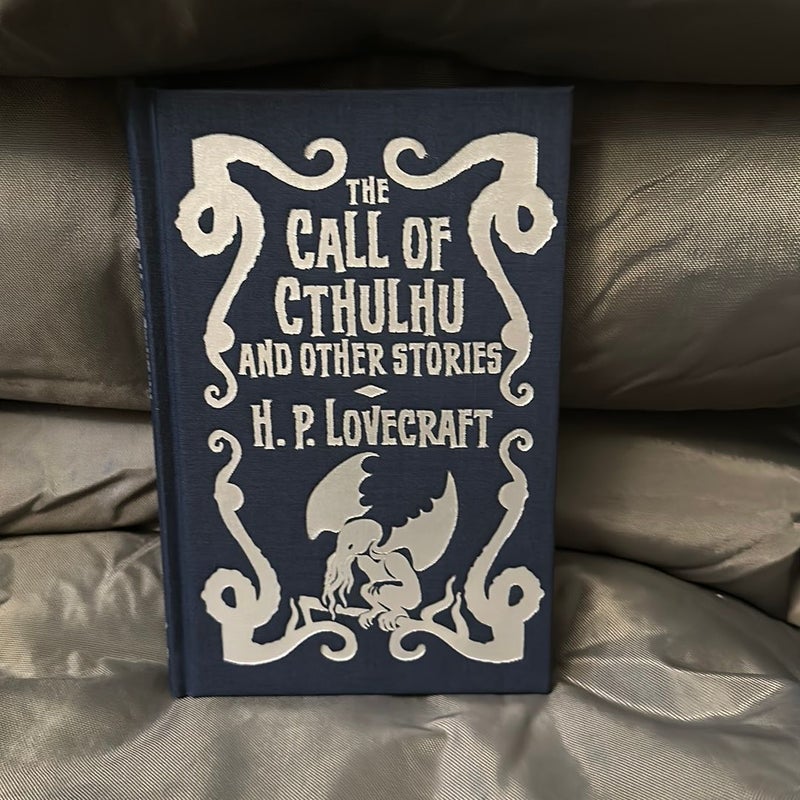 THE
CALL OF
CTHULHU
AND OTHER STORIES
H. P. LOVECRAFT